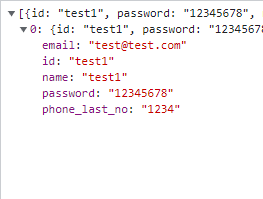 ▼[{id: "test1", password: "12345678",
▼0: {id: "test1", password: "12345678
email: "test@test.com"
id: "test1"
name: "test1"
password: "12345678"
phone_last_no: "1234"